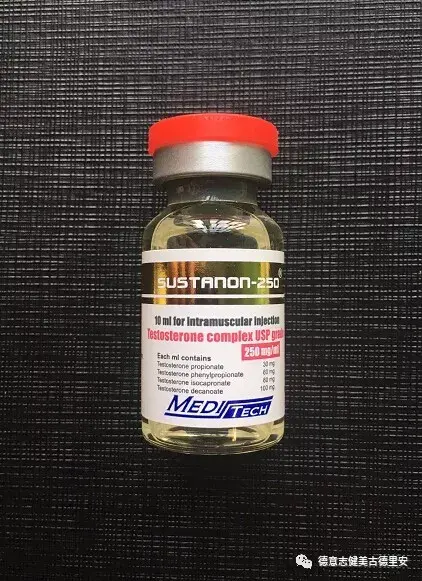 SUSTANON-250®
10 ml for intramuscular injection
Testosterone complex USP grade
250 mg/ml
Each ml contains
Testosterone propionate 30 mg
Testosterone phenylpropionate 60 mg
Testosterone isocapronate 60 mg
Testosterone decanoate 100 mg
MEDITECH
德意志健美古德里安